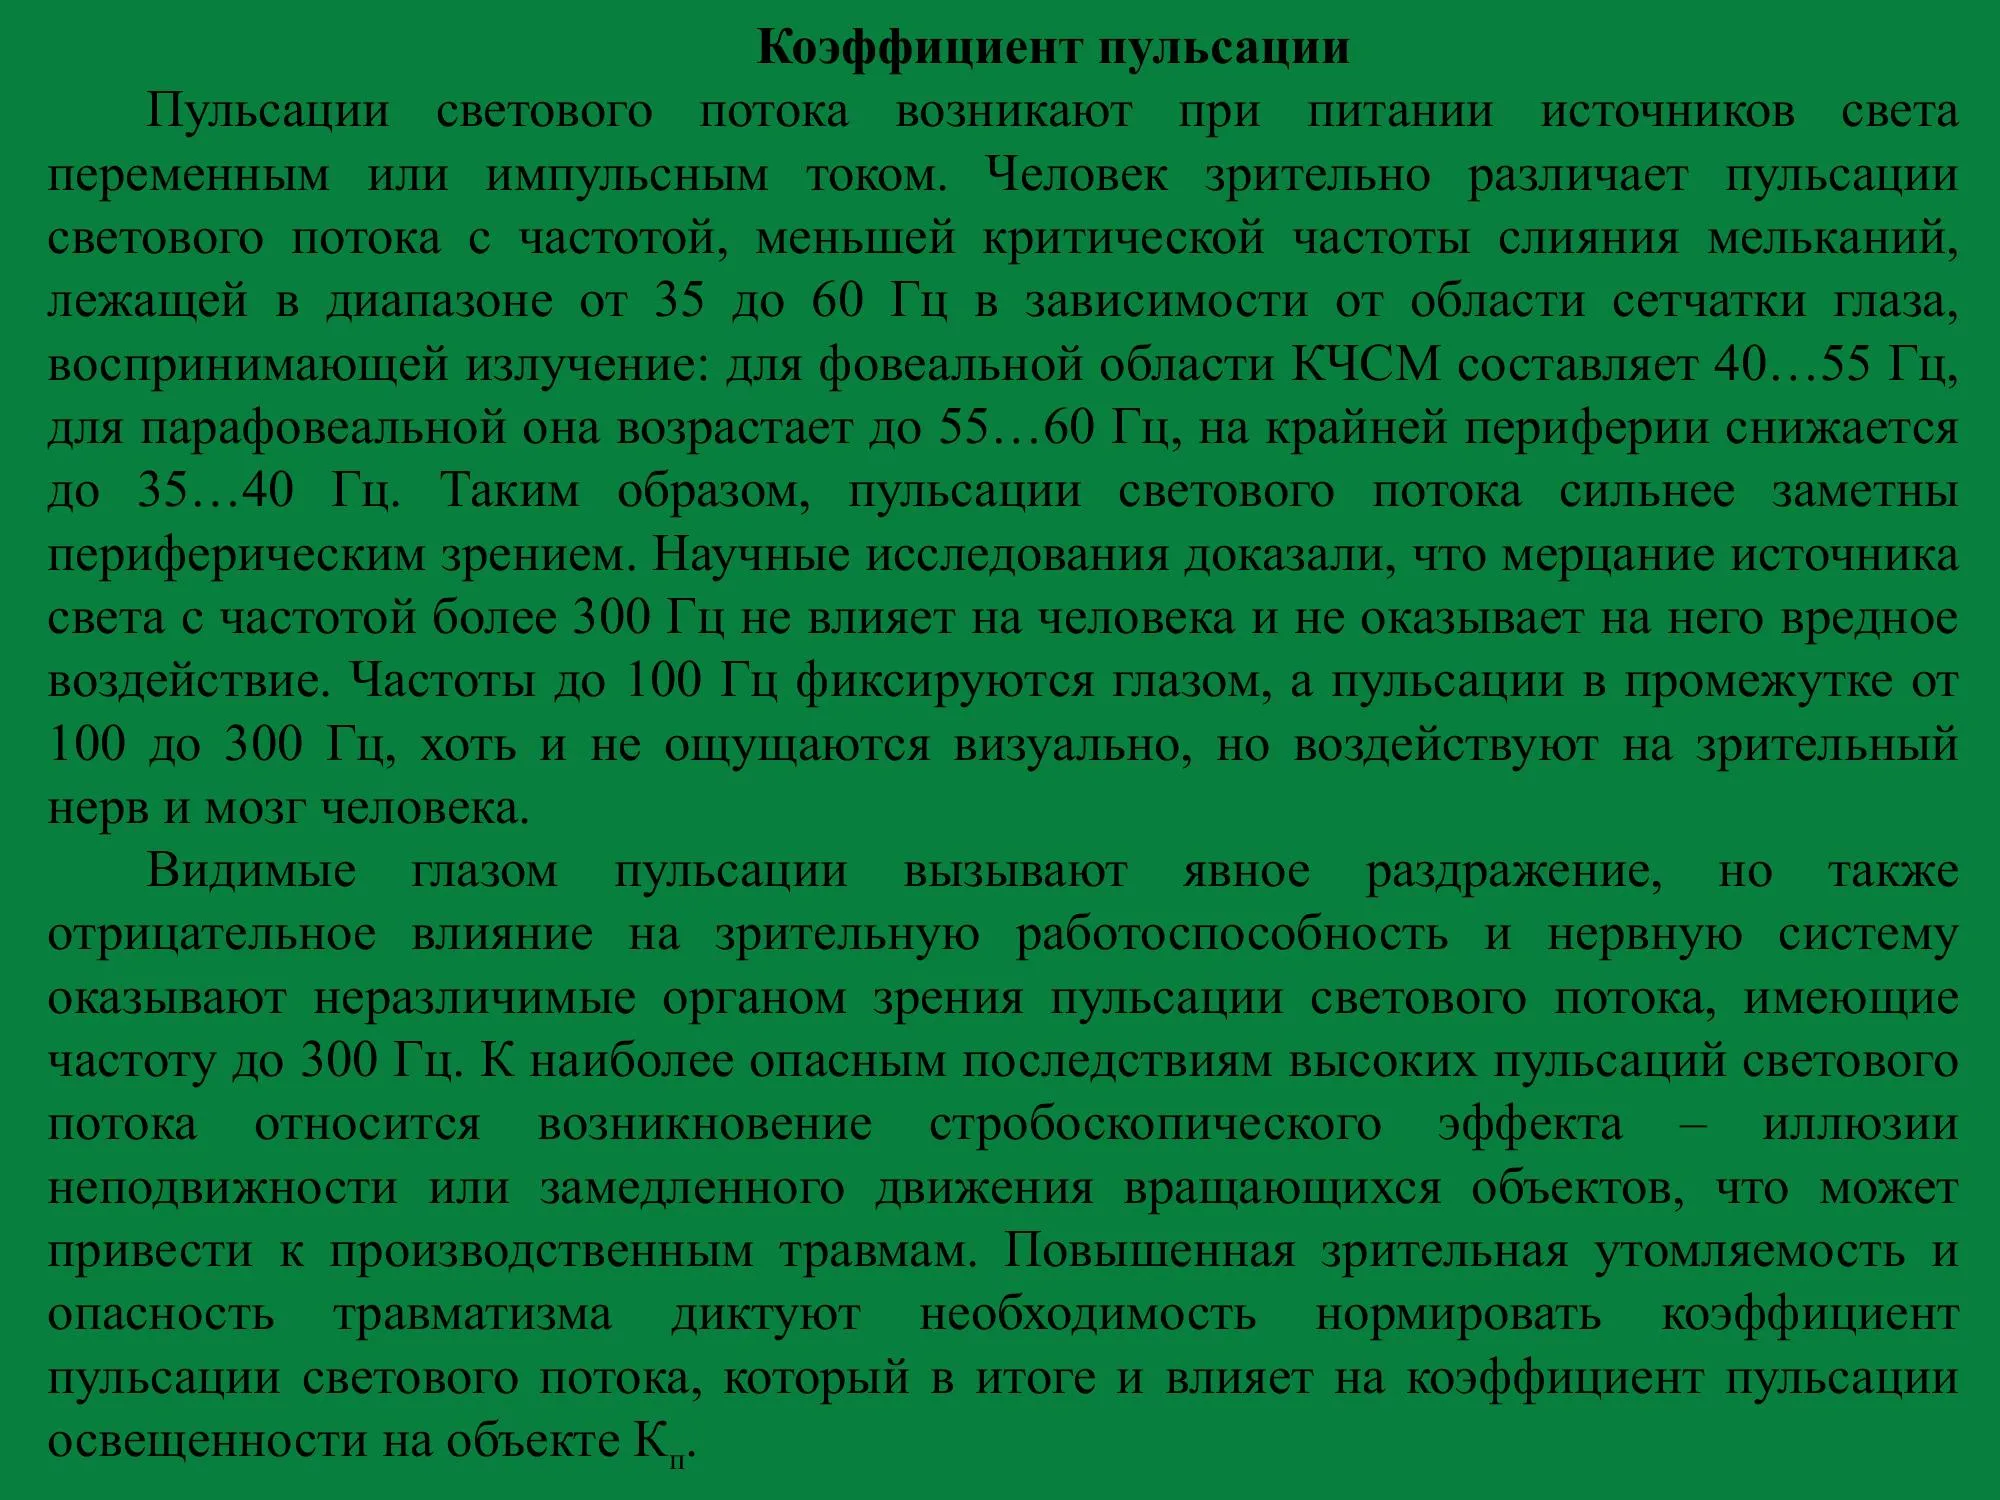 Коэффициент пульсации
Пульсации светового потока возникают при питании источников света
переменным или импульсным током. Человек зрительно различает пульсации
светового потока с частотой, меньшей критической частоты слияния мельканий,
лежащей в диапазоне от 35 до 60 Гц в зависимости от области сетчатки глаза,
воспринимающей излучение: для фовеальной области КЧСМ составляет 40…55 Гц,
для парафовеальной она возрастает до 55…60 Гц, на крайней периферии снижается
до 35…40 Гц. Таким образом, пульсации светового потока сильнее заметны
периферическим зрением. Научные исследования доказали, что мерцание источника
света с частотой более 300 Гц не влияет на человека и не оказывает на него вредное
воздействие. Частоты до 100 Гц фиксируются глазом, а пульсации в промежутке от
100 до 300 Гц, хоть и не ощущаются визуально, но воздействуют на зрительный
нерв и мозг человека.
Видимые глазом пульсации вызывают явное раздражение, но также
отрицательное влияние на зрительную работоспособность и нервную систему
оказывают неразличимые органом зрения пульсации светового потока, имеющие
частоту до 300 Гц. К наиболее опасным последствиям высоких пульсаций светового
потока относится возникновение стробоскопического эффекта – иллюзии
неподвижности или замедленного движения вращающихся объектов, что может
привести к производственным травмам. Повышенная зрительная утомляемость и
опасность травматизма диктуют необходимость нормировать коэффициент
пульсации светового потока, который в итоге и влияет на коэффициент пульсации
освещенности на объекте Кп.